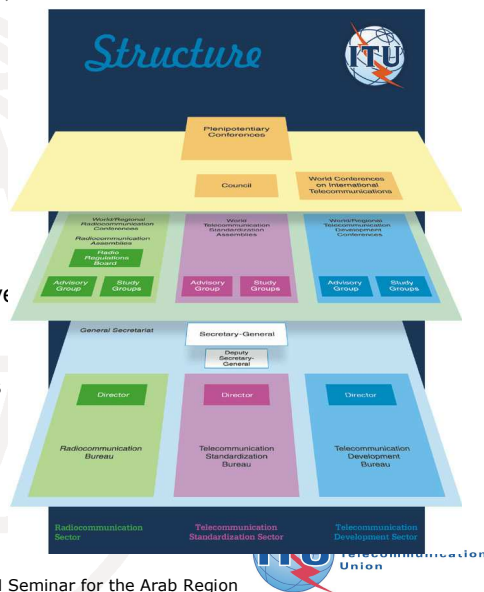 Structure
ITU
Plenipotentiary
Conferences
Council
World Conferences
on International
Telecommunications
World/Regional
Radiocommunication
Conferences
Radiocommunication
Assemblies
Radio
Regulations
Board
Advisory
Group
Study
Groups
World
Telecommunication
Standardization
Assemblies
Advisory
Group
Study
Groups
World/Regional
Telecommunication
Development
Conferences
Advisory
Group
Study
Groups
General Secretariat
Secretary-General
Deputy
Secretary-
General
Director
Radiocommunication
Bureau
Director
Telecommunication
Standardization
Bureau
Director
Telecommunication
Development
Bureau
Radiocommunication
Sector
Telecommunication
Standardization Sector
Telecommunication
Development Sector
ITU
Telecommunication
Union
Seminar for the Arab Region